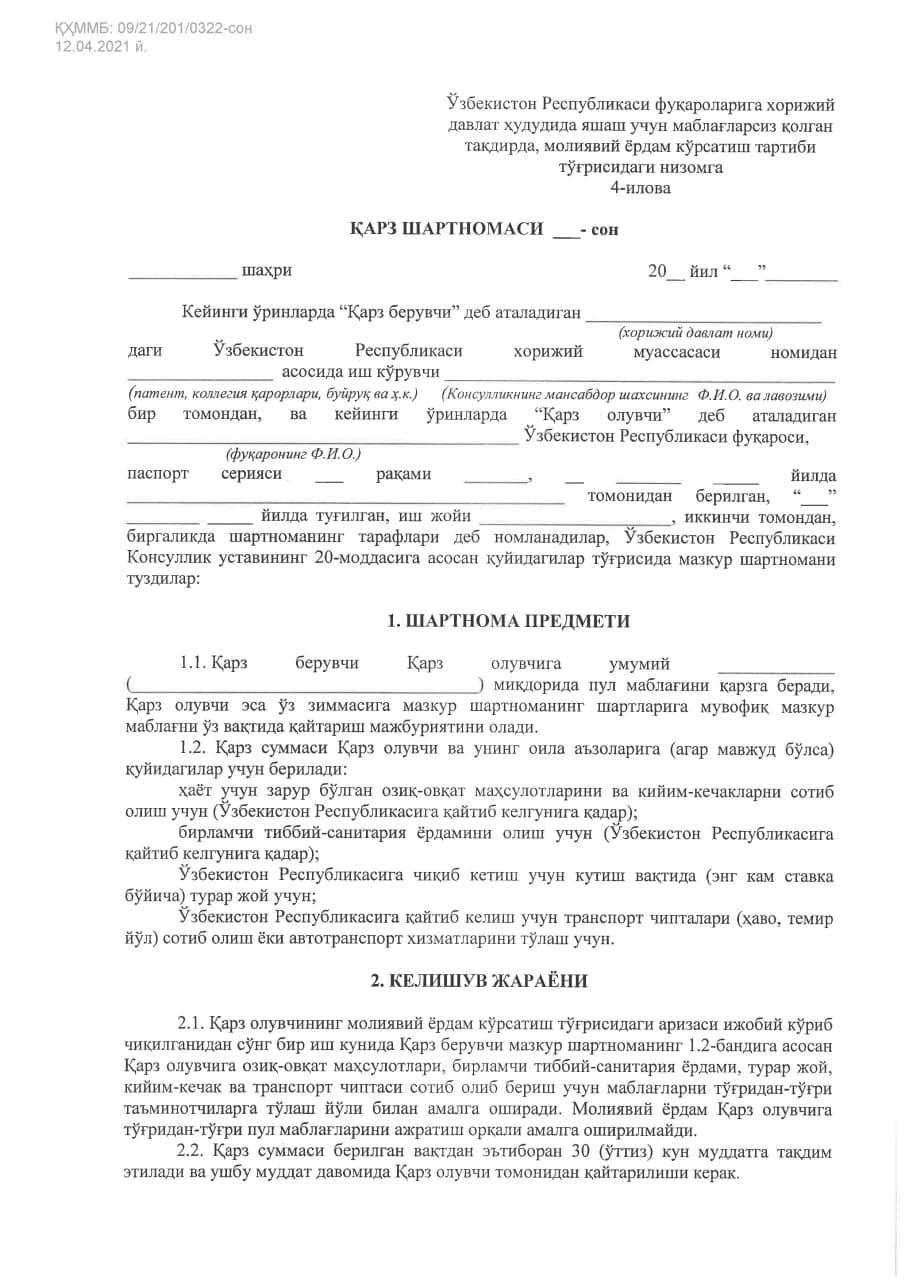 ҚҲММБ: 09/21/201/0322-сон
12.04.2021 й.
Ўзбекистон Республикаси фуқароларига хорижий
давлат ҳудудида яшаш учун маблағларсиз қолган
тақдирда, молиявий ёрдам кўрсатиш тартиби
тўғрисидаги низомга
4-илова
ҚАРЗ ШАРТНОМАСИ ___- сон
____________ шаҳри 20__ йил “___”________
Кейинги ўринларда “Қарз берувчи” деб аталадиган __________________________
(хорижий давлат номи)
даги Ўзбекистон Республикаси хорижий муассасаси номидан
________________ асосида иш кўрувчи ___________________________________________
(патент, коллегия қарорлари, буйруқ ва ҳ.к.) (Консулликнинг мансабдор шахсининг Ф.И.О. ва лавозими)
бир томондан, ва кейинги ўринларда “Қарз олувчи” деб аталадиган
___________________________________________ Ўзбекистон Республикаси фуқароси,
(фуқаронинг Ф.И.О.)
паспорт серияси ___ рақами _______, __ _______ _____ йилда
________________________________________________ томонидан берилган, “___”
________ _____ йилда туғилган, иш жойи _____________________, иккинчи томондан,
биргаликда шартноманинг тарафлари деб номланадилар, Ўзбекистон Республикаси
Консуллик уставининг 20-моддасига асосан қуйидагилар тўғрисида мазкур шартномани
туздилар:
1. ШАРТНОМА ПРЕДМЕТИ
1.1. Қарз берувчи Қарз олувчига умумий _____________
(______________________________________) миқдорида пул маблағини қарзга беради,
Қарз олувчи эса ўз зиммасига мазкур шартноманинг шартларига мувофиқ мазкур
маблағни ўз вақтида қайтариш мажбуриятини олади.
1.2. Қарз суммаси Қарз олувчи ва унинг оила аъзоларига (агар мавжуд бўлса)
қуйидагилар учун берилади:
ҳаёт учун зарур бўлган озиқ-овқат маҳсулотларини ва кийим-кечакларни сотиб
олиш учун (Ўзбекистон Республикасига қайтиб келгунига қадар);
бирламчи тиббий-санитария ёрдамини олиш учун (Ўзбекистон Республикасига
қайтиб келгунига қадар);
Ўзбекистон Республикасига чиқиб кетиш учун кутиш вақтида (энг кам ставка
бўйича) турар жой учун;
Ўзбекистон Республикасига қайтиб келиш учун транспорт чипталари (ҳаво, темир
йўл) сотиб олиш ёки автотранспорт хизматларини тўлаш учун.
2. КЕЛИШУВ ЖАРАЁНИ
2.1. Қарз олувчининг молиявий ёрдам кўрсатиш тўғрисидаги аризаси ижобий кўриб
чиқилганидан сўнг бир иш кунида Қарз берувчи мазкур шартноманинг 1.2-бандига асосан
Қарз олувчига озиқ-овқат маҳсулотлари, бирламчи тиббий-санитария ёрдами, турар жой,
кийим-кечак ва транспорт чиптаси сотиб олиб бериш учун маблағларни тўғридан-тўғри
таъминотчиларга тўлаш йўли билан амалга оширади. Молиявий ёрдам Қарз олувчига
тўғридан-тўғри пул маблағларини ажратиш орқали амалга оширилмайди.
2.2. Қарз суммаси берилган вақтдан эътиборан 30 (ўттиз) кун муддатга тақдим
этилади ва ушбу муддат давомида Қарз олувчи томонидан қайтарилиши керак.